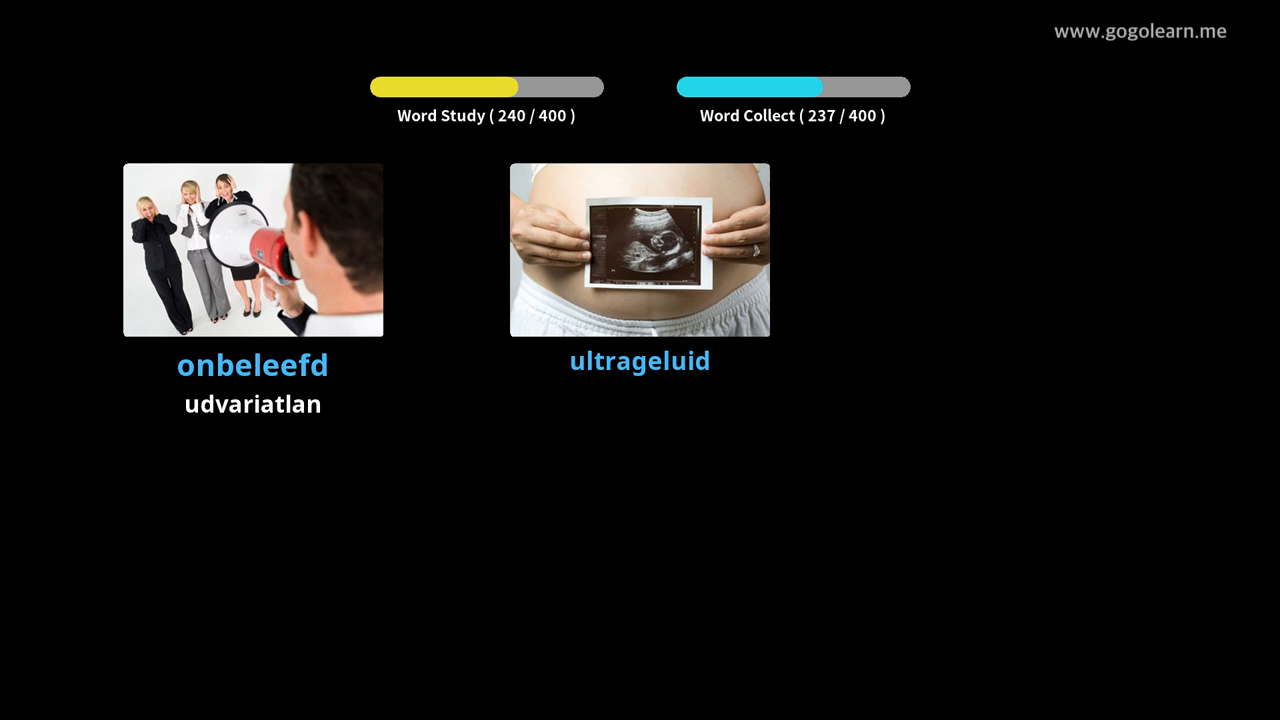 www.gogolearn.me
Word Study ( 240 / 400 )
Word Collect ( 237 / 400 )
onbeleefd
udvariatlan
ultrageluid